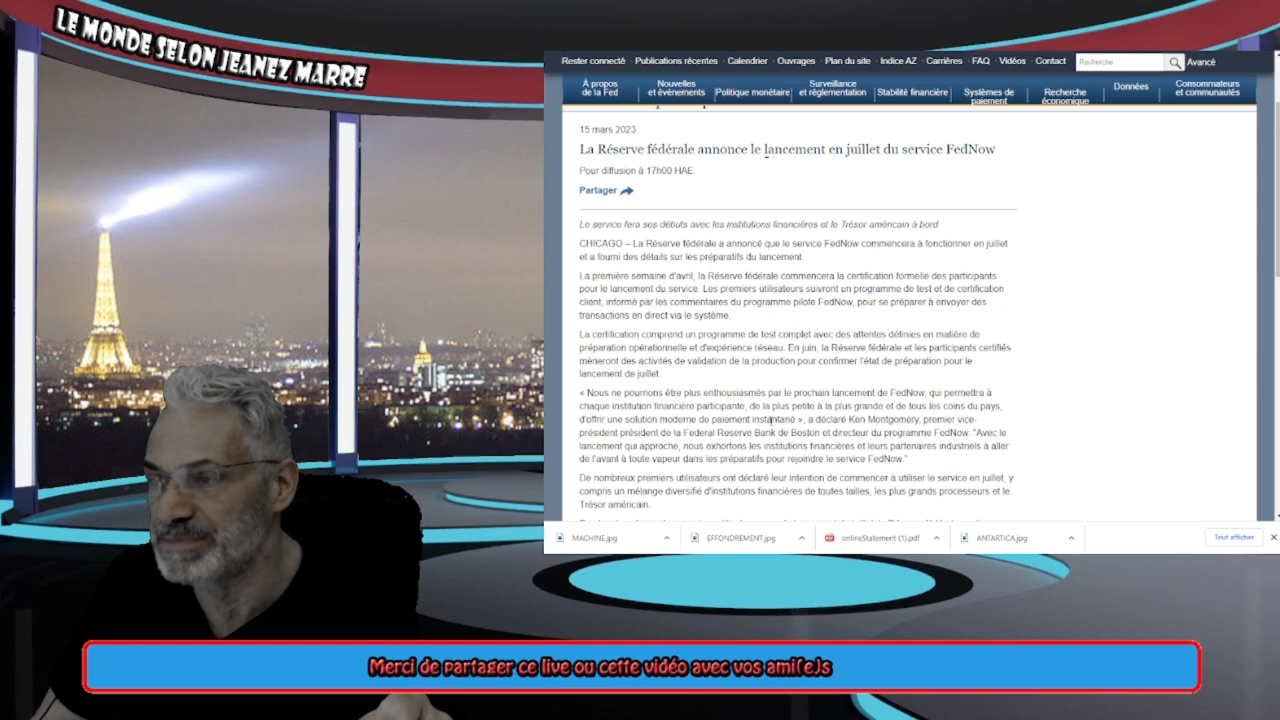 LE MONDE SELON JEANEZ MARRE
Rester connecté · Publications récentes · Calendrier · Ouvrages · Plan du site · Indice AZ · Carrières · FAQ · Vidéos · Contact
Recherche
Avancé
À propos
de la Fed
Nouvelles
et événements
Politique monétaire
Surveillance
et réglementation
Stabilité financière
Systèmes de
paiement
Recherche
économique
Données
Consommateurs
et communautés
15 mars 2023
La Réserve fédérale annonce le lancement en juillet du service FedNow
Pour diffusion à 17h00 HAE
Partager
Le service fera ses débuts avec les institutions financières et le Trésor américain à bord
CHICAGO – La Réserve fédérale a annoncé que le service FedNow commencera à fonctionner en juillet
et a fourni des détails sur les préparatifs du lancement.
La première semaine d'avril, la Réserve fédérale commencera la certification formelle des participants
pour le lancement du service. Les premiers utilisateurs suivront un programme de test et de certification
client, informé par les commentaires du programme pilote FedNow, pour se préparer à envoyer des
transactions en direct via le système.
La certification comprend un programme de test complet avec des attentes définies en matière de
préparation opérationnelle et d'expérience réseau. En juin, la Réserve fédérale et les participants certifiés
mèneront des activités de validation de la production pour confirmer l'état de préparation pour le
lancement de juillet.
« Nous ne pourrions être plus enthousiasmés par le prochain lancement de FedNow, qui permettra à
chaque institution financière participante, de la plus petite à la plus grande et de tous les coins du pays,
d'offrir une solution moderne de paiement instantané », a déclaré Ken Montgomery, premier vice-
président président de la Federal Reserve Bank de Boston et directeur du programme FedNow. "Avec le
lancement qui approche, nous exhortons les institutions financières et leurs partenaires industriels à aller
de l'avant à toute vapeur dans les préparatifs pour rejoindre le service FedNow."
De nombreux premiers utilisateurs ont déclaré leur intention de commencer à utiliser le service en juillet, y
compris un mélange diversifié d'institutions financières de toutes tailles, les plus grands processeurs et le
Trésor américain.
MACHINE.jpg
EFFONDREMENT.jpg
onlineStatement (1).pdf
ANTARTICA.jpg
Tout afficher
Merci de partager ce live ou cette vidéo avec vos ami(e)s